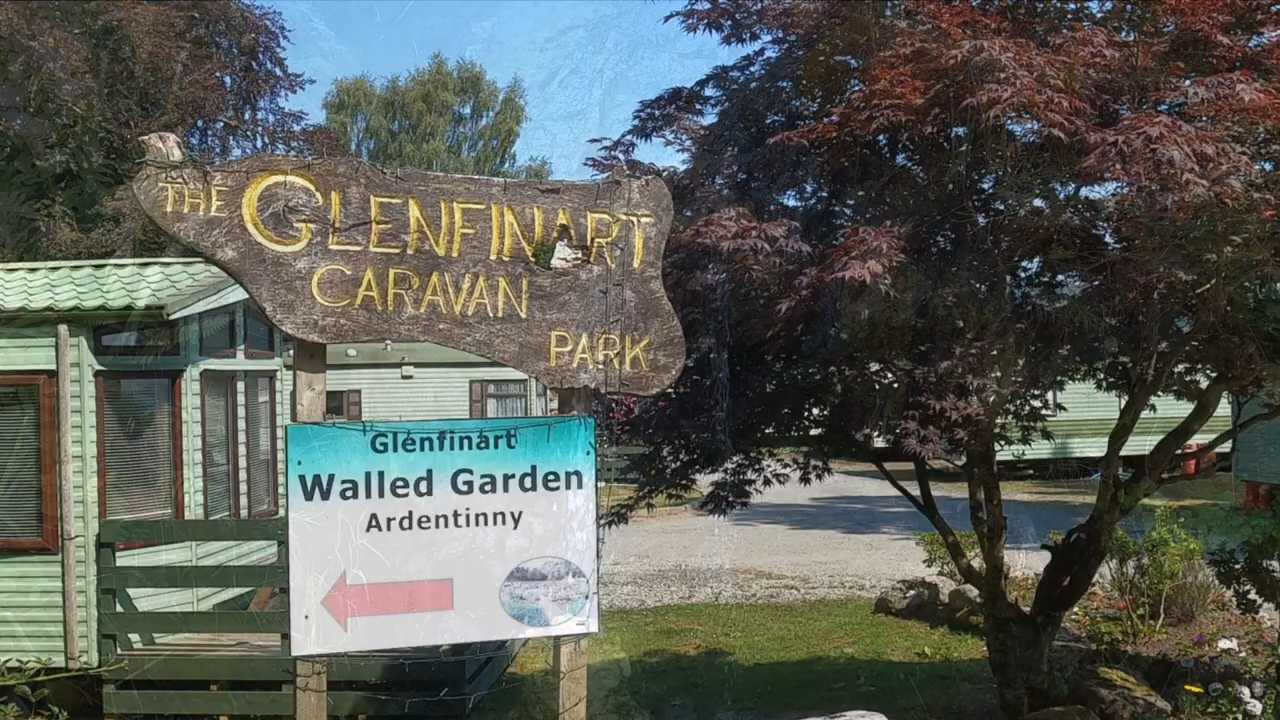 THE GLENFINART
CARAVAN
PARK
Glenfinart
Walled Garden
Ardentinny